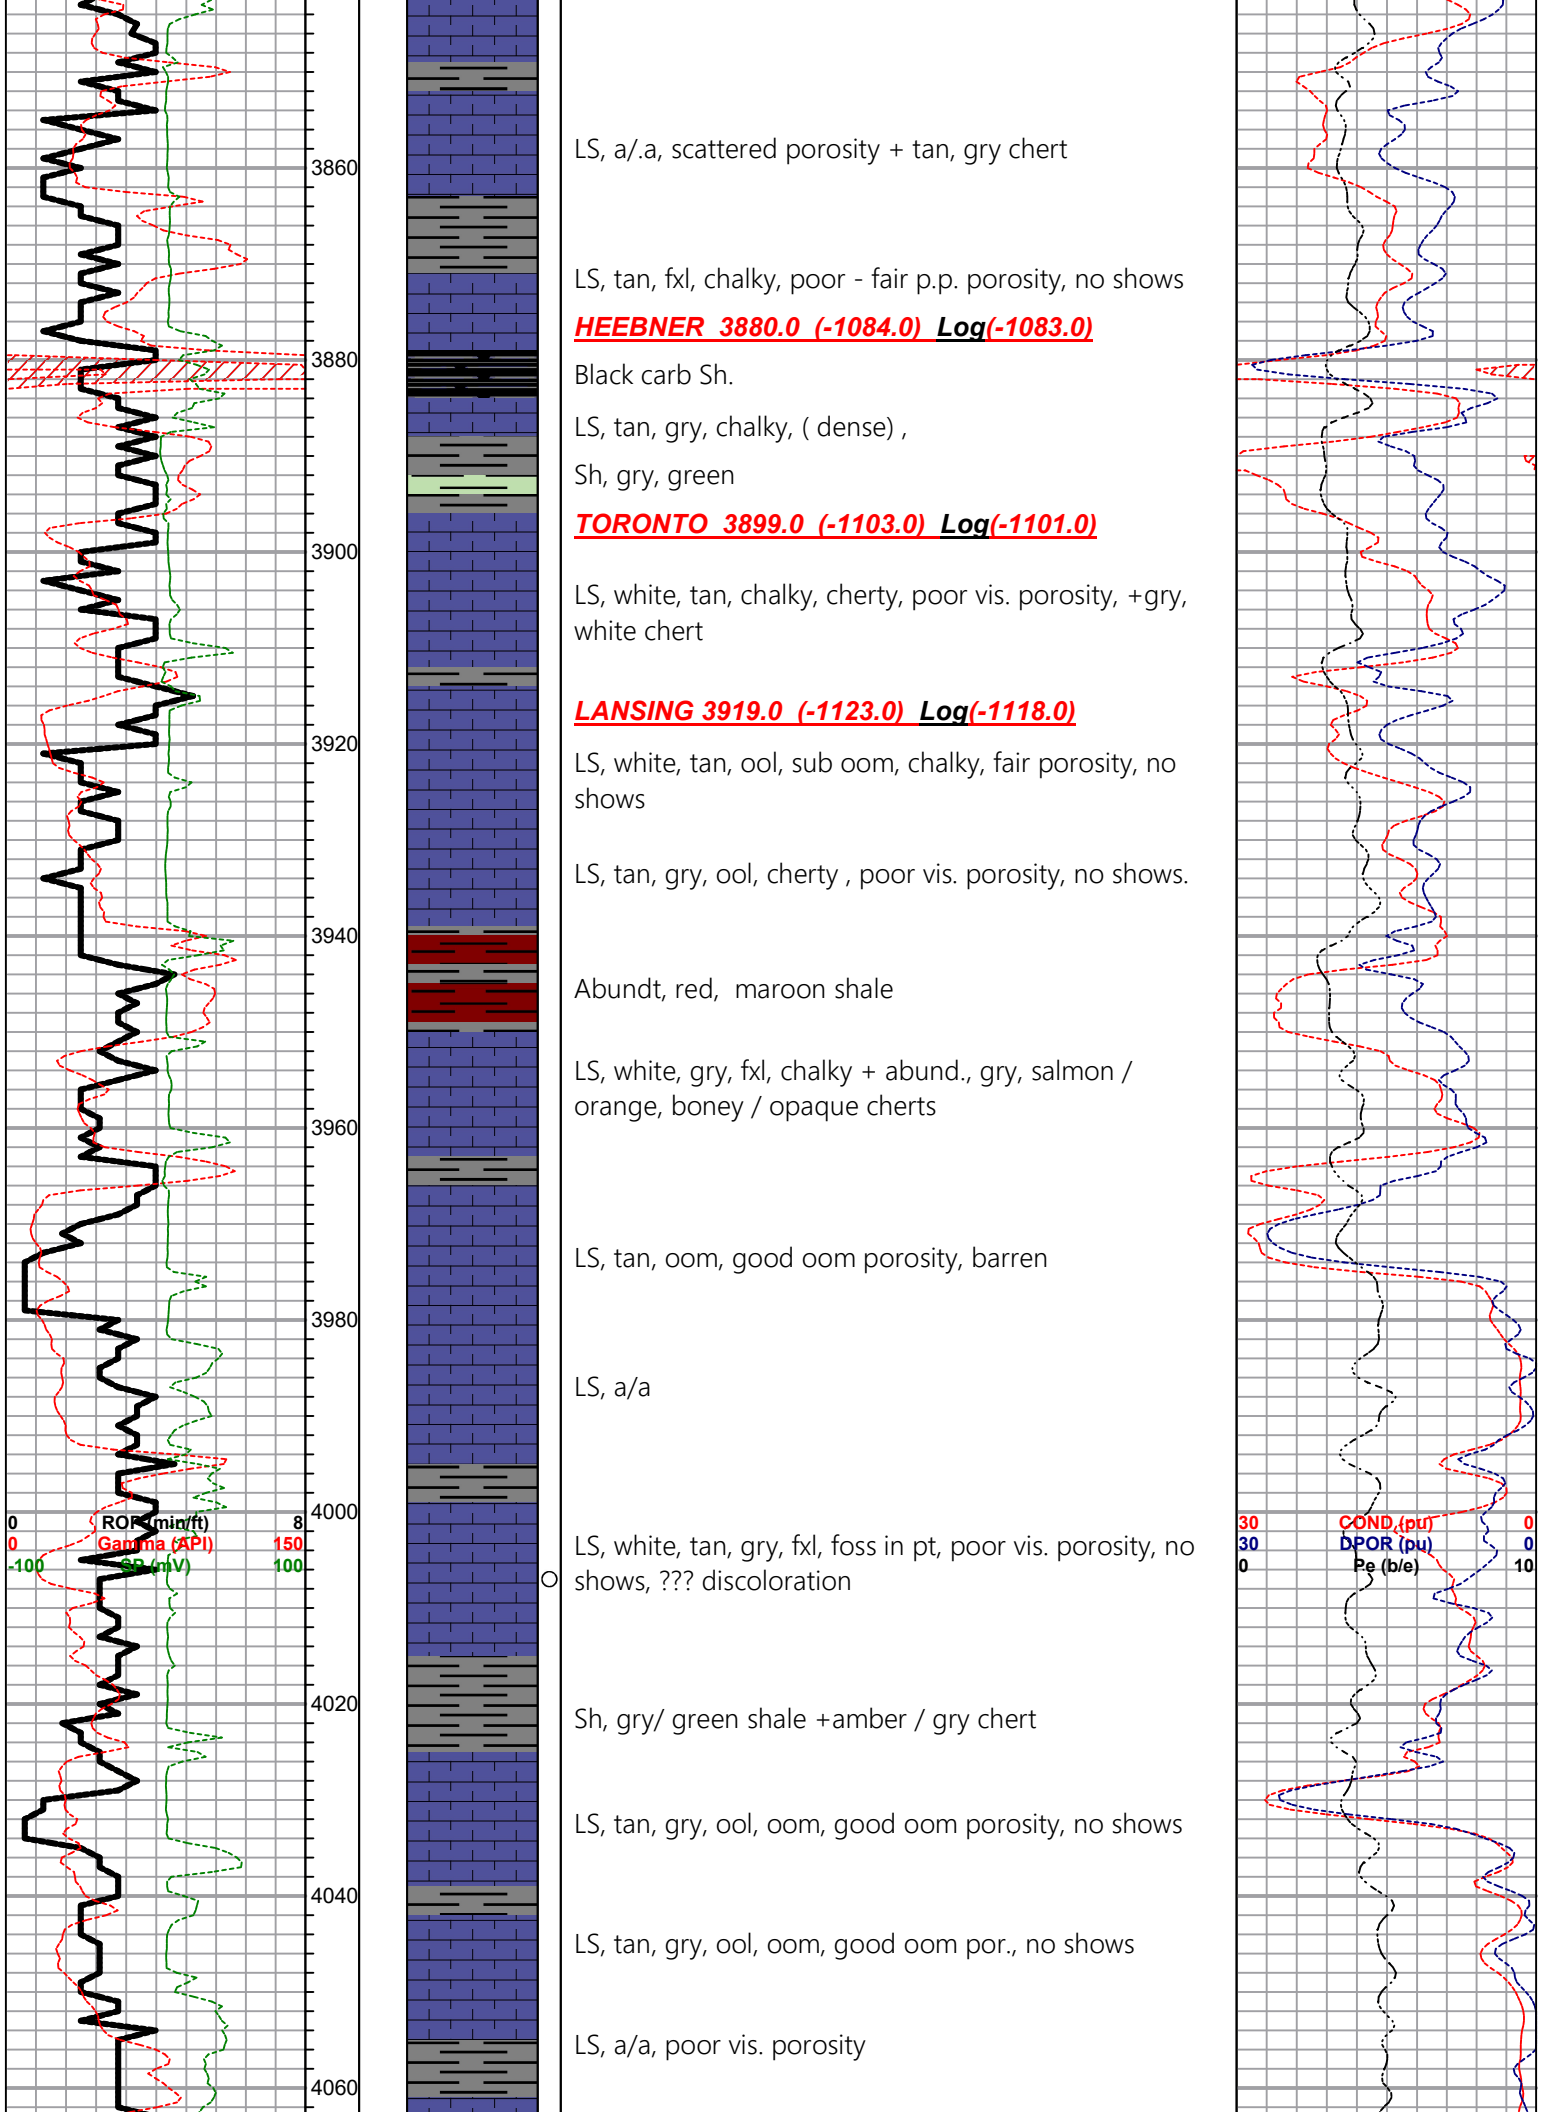 LS, a/.a, scattered porosity + tan, gry chert
3860
LS, tan, fxl, chalky, poor - fair p.p. porosity, no shows
HEEBNER 3880.0 (-1084.0) Log(-1083.0)
3880
Black carb Sh.
LS, tan, gry, chalky, ( dense) ,
Sh, gry, green
TORONTO 3899.0 (-1103.0) Log(-1101.0)
3900
LS, white, tan, chalky, cherty, poor vis. porosity, +gry,
white chert
LANSING 3919.0 (-1123.0) Log(-1118.0)
3920
LS, white, tan, ool, sub oom, chalky, fair porosity, no
shows
LS, tan, gry, ool, cherty , poor vis. porosity, no shows.
3940
Abundt, red, maroon shale
LS, white, gry, fxl, chalky + abund., gry, salmon /
orange, boney / opaque cherts
3960
LS, tan, oom, good oom porosity, barren
3980
LS, a/a
4000
0 ROP (min/ft) 8
0 Gamma (API) 150
-100 SP (mV) 100
30 COND (pu) 0
30 DPOR (pu) 0
0 Pe (b/e) 10
LS, white, tan, gry, fxl, foss in pt, poor vis. porosity, no
shows, ??? discoloration
4020
Sh, gry/ green shale +amber / gry chert
LS, tan, gry, ool, oom, good oom porosity, no shows
4040
LS, tan, gry, ool, oom, good oom por., no shows
LS, a/a, poor vis. porosity
4060